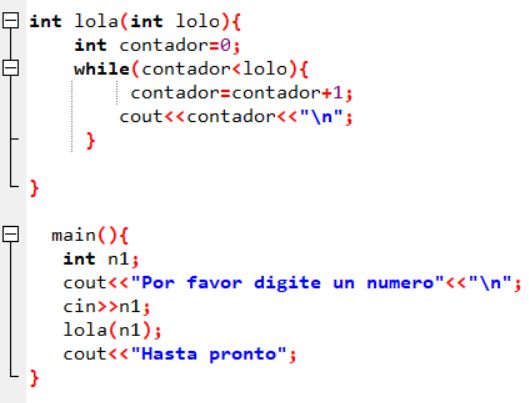 int lola(int lolo){
int contador=0;
while(contador<lolo){
contador=contador+1;
cout<<contador<<"\n";
}
}
main(){
int n1;
cout<<"Por favor digite un numero"<<"\n";
cin>>n1;
lola(n1);
cout<<"Hasta pronto";
}